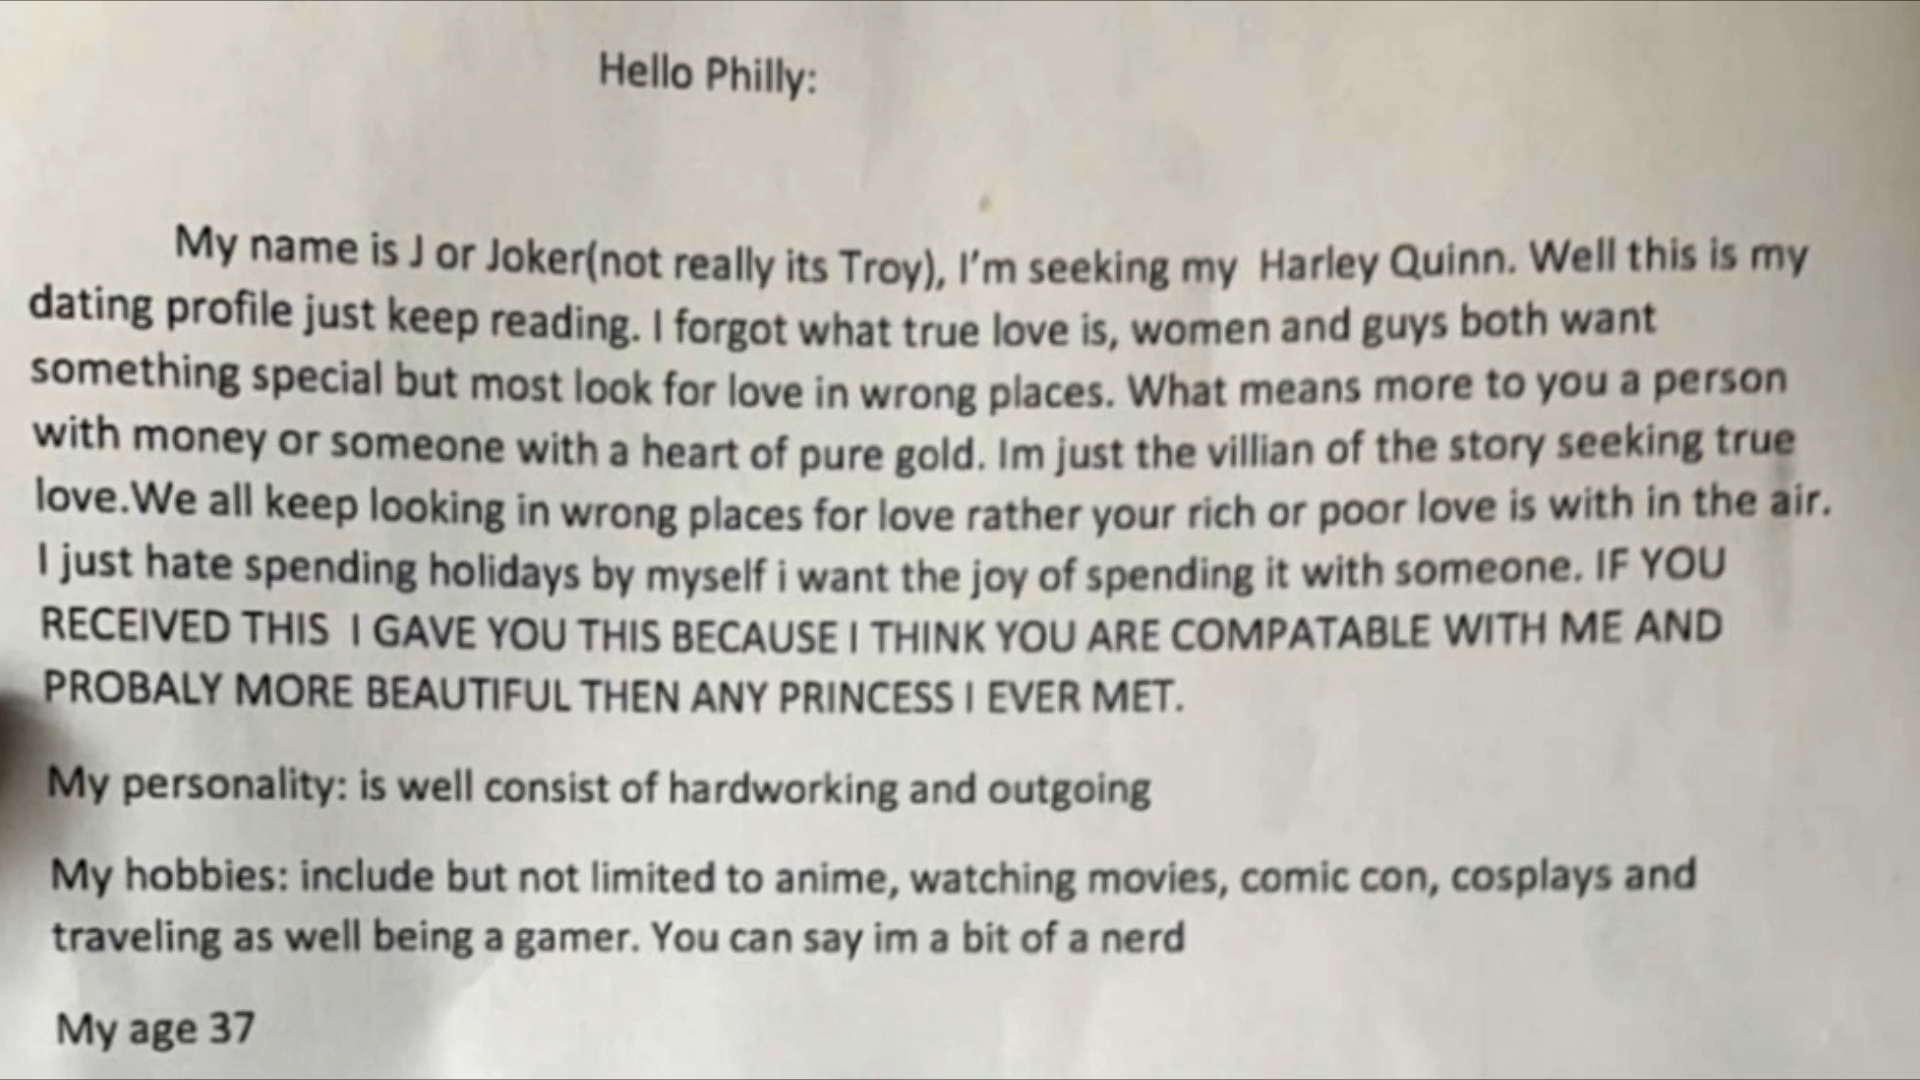 Hello Philly:
My name is J or Joker(not really its Troy), I'm seeking my Harley Quinn. Well this is my
dating profile just keep reading. I forgot what true love is, women and guys both want
something special but most look for love in wrong places. What means more to you a person
with money or someone with a heart of pure gold. Im just the villian of the story seeking true
love.We all keep looking in wrong places for love rather your rich or poor love is with in the air.
I just hate spending holidays by myself i want the joy of spending it with someone. IF YOU
RECEIVED THIS I GAVE YOU THIS BECAUSE I THINK YOU ARE COMPATABLE WITH ME AND
PROBALY MORE BEAUTIFUL THEN ANY PRINCESS I EVER MET.
My personality: is well consist of hardworking and outgoing
My hobbies: include but not limited to anime, watching movies, comic con, cosplays and
traveling as well being a gamer. You can say im a bit of a nerd
My age 37